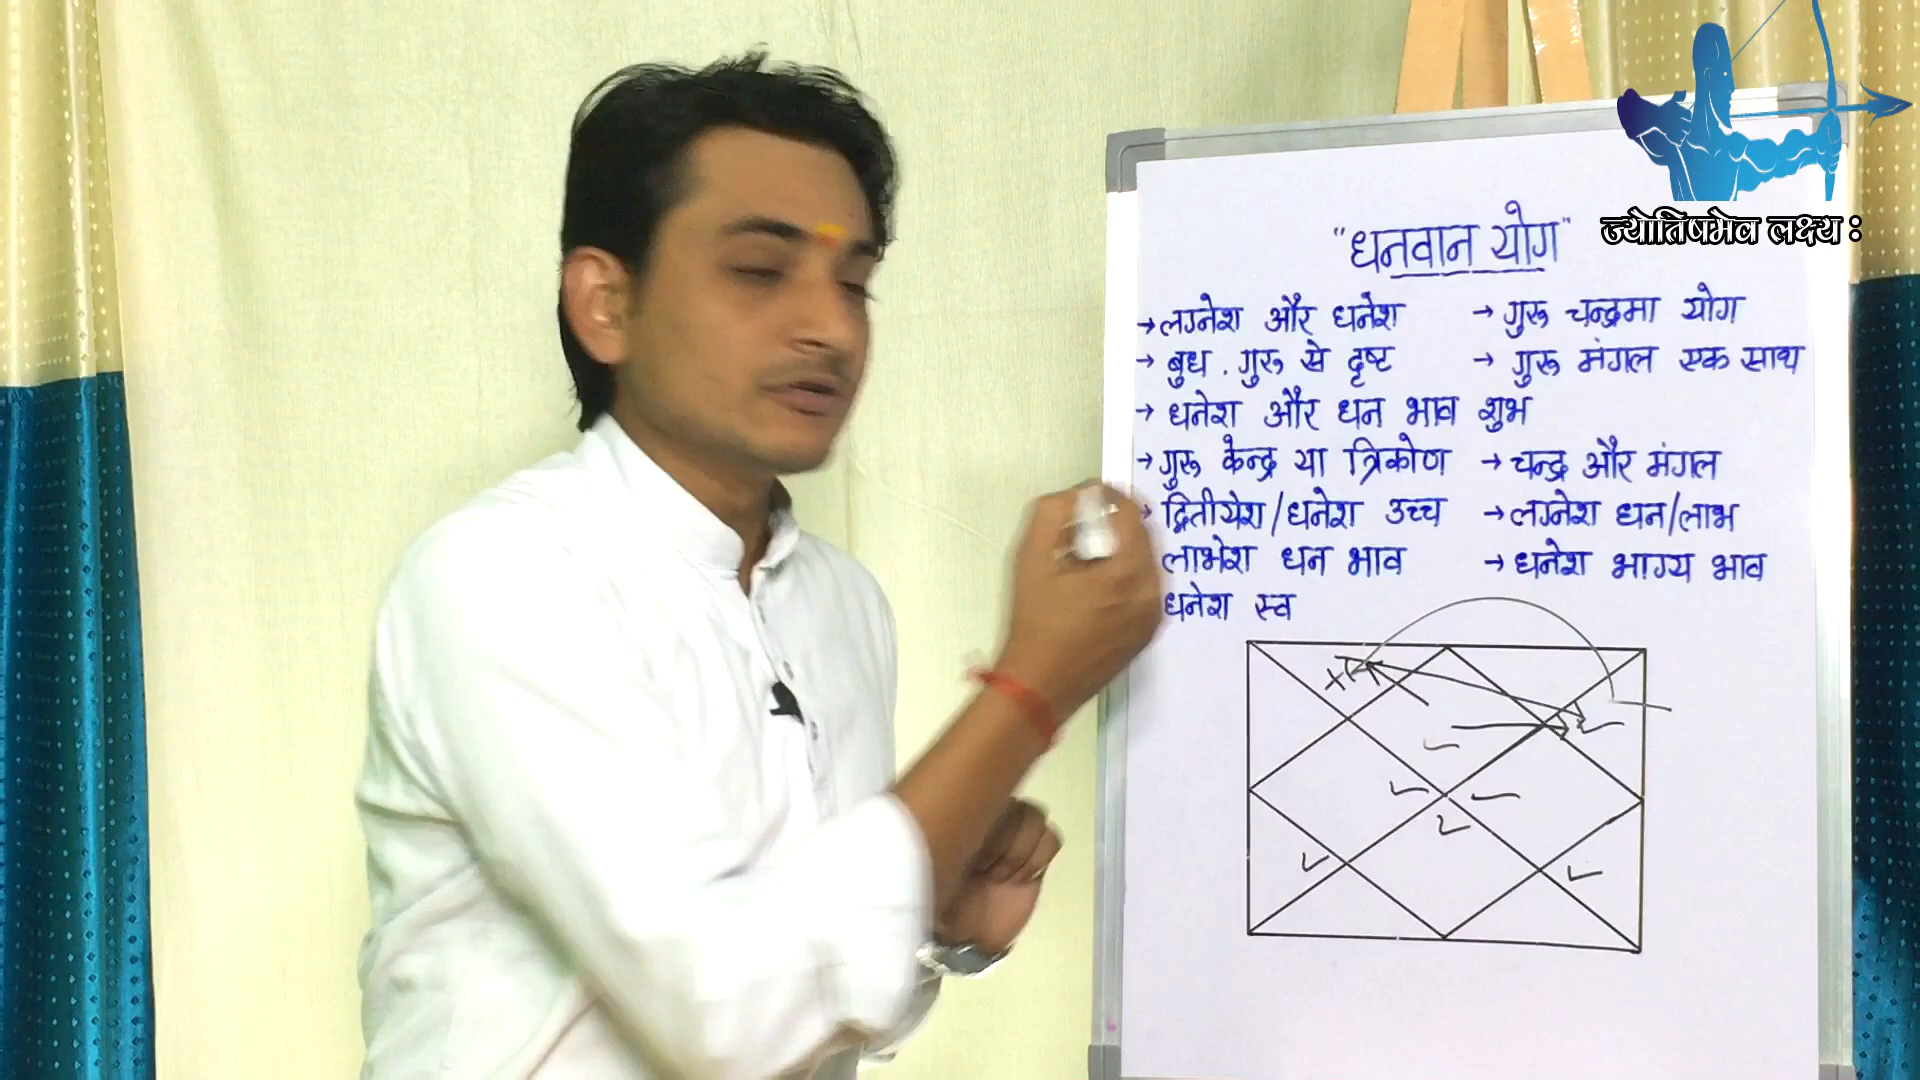 ज्योतिषमेव लक्ष्य :
"धनवान योग"
→ लग्नेश और धनेश → गुरू चन्द्रमा योग
→ बुध . गुरू से दृष्ट → गुरू मंगल एक साथ
→ धनेश और धन भाव शुभ
→ गुरू केन्द्र या त्रिकोण → चन्द्र और मंगल
→ द्वितीयेश/धनेश उच्च → लग्नेश धन/लाभ
लाभेश धन भाव → धनेश भाग्य भाव
धनेश स्व